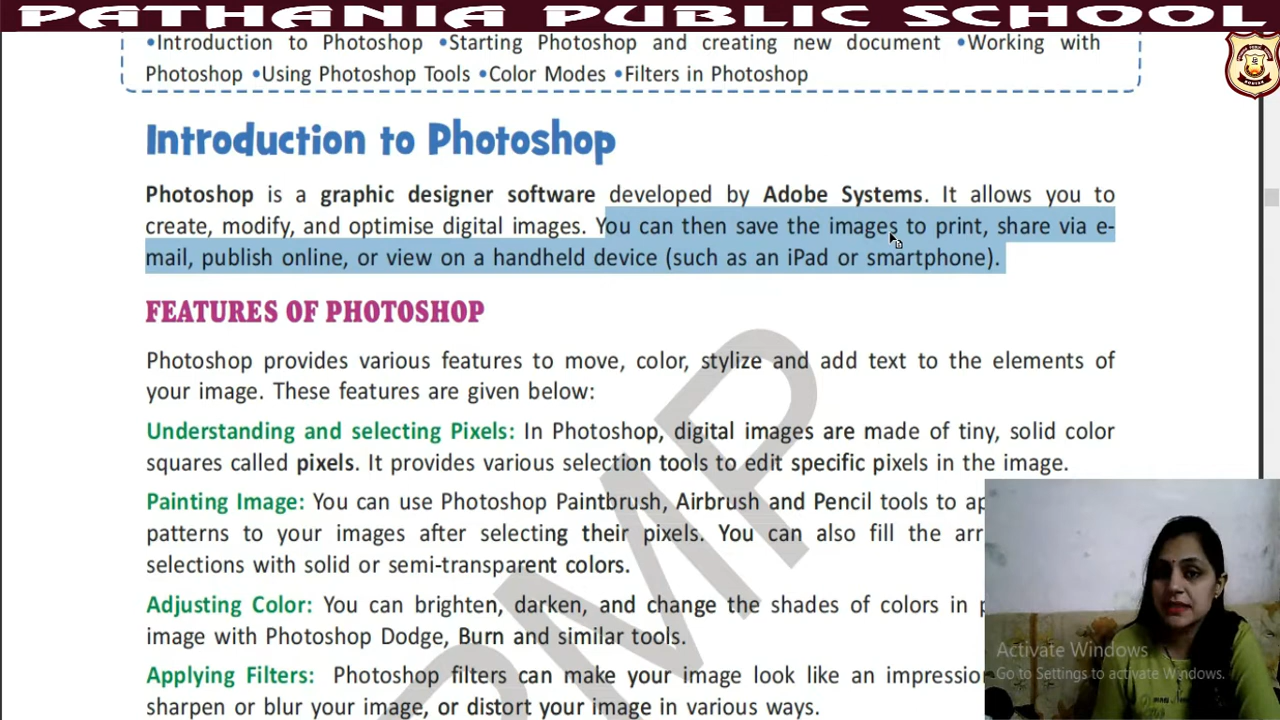 PATHANIA PUBLIC SCHOOL
•Introduction to Photoshop •Starting Photoshop and creating new document •Working with
Photoshop •Using Photoshop Tools •Color Modes •Filters in Photoshop
Introduction to Photoshop
Photoshop is a graphic designer software developed by Adobe Systems. It allows you to
create, modify, and optimise digital images. You can then save the images to print, share via e-
mail, publish online, or view on a handheld device (such as an iPad or smartphone).
FEATURES OF PHOTOSHOP
Photoshop provides various features to move, color, stylize and add text to the elements of
your image. These features are given below:
Understanding and selecting Pixels: In Photoshop, digital images are made of tiny, solid color
squares called pixels. It provides various selection tools to edit specific pixels in the image.
Painting Image: You can use Photoshop Paintbrush, Airbrush and Pencil tools to
patterns to your images after selecting their pixels. You can also fill the
selections with solid or semi-transparent colors.
Adjusting Color: You can brighten, darken, and change the shades of colors in
image with Photoshop Dodge, Burn and similar tools.
Applying Filters: Photoshop filters can make your image look like an
sharpen or blur your image, or distort your image in various ways.
Activate Windows
Go to Settings to activate Windows.